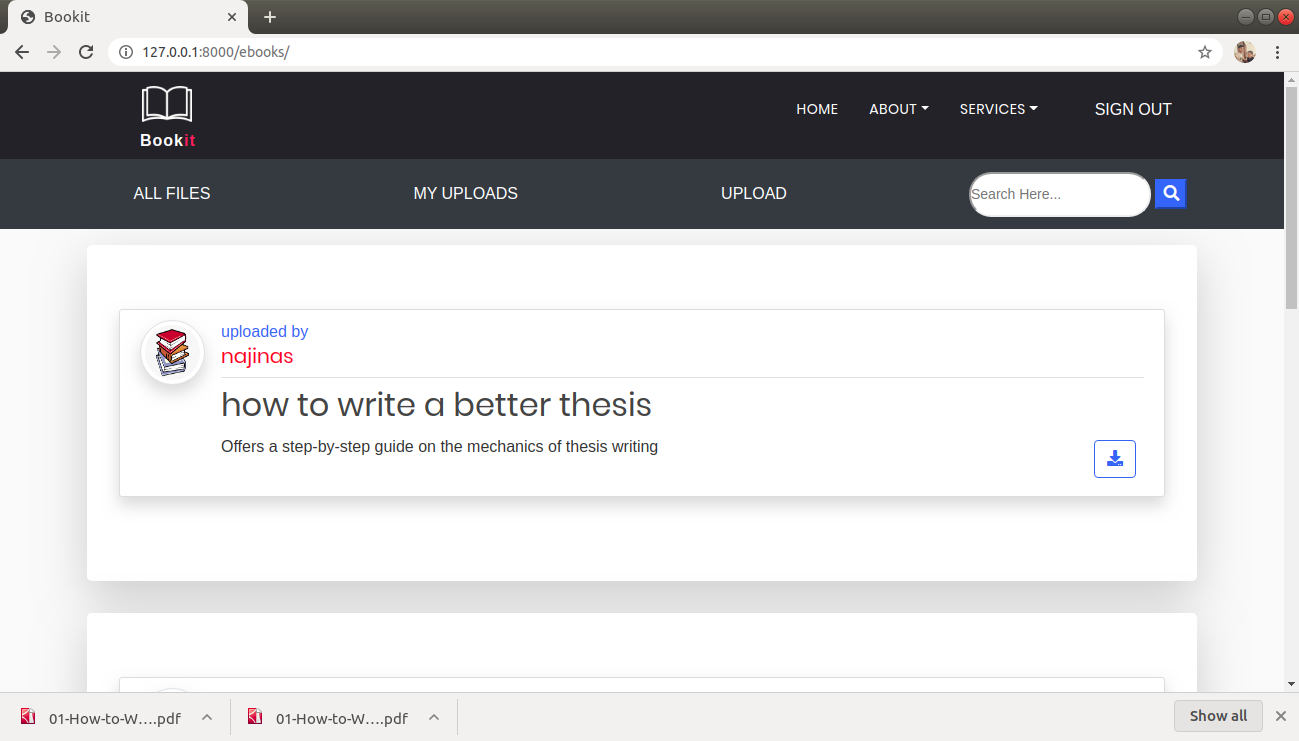 Bookit
127.0.0.1:8000/ebooks/
HOME ABOUT SERVICES SIGN OUT
Bookit
ALL FILES MY UPLOADS UPLOAD Search Here...
uploaded by
najinas
how to write a better thesis
Offers a step-by-step guide on the mechanics of thesis writing
01-How-to-W....pdf 01-How-to-W....pdf Show all